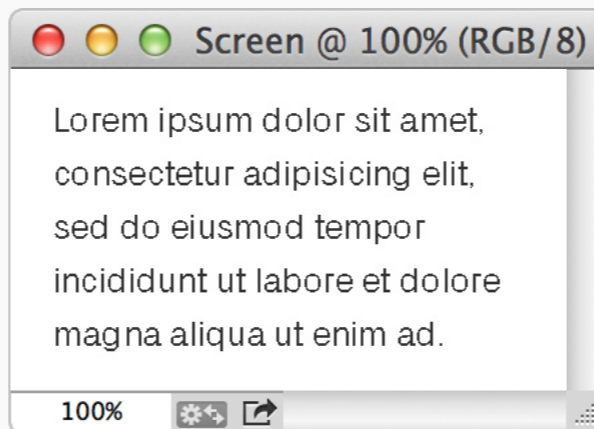 Screen @ 100% (RGB/8)
Lorem ipsum dolor sit amet,
consectetur adipisicing elit,
sed do eiusmod tempor
incididunt ut labore et dolore
magna aliqua ut enim ad.
100%